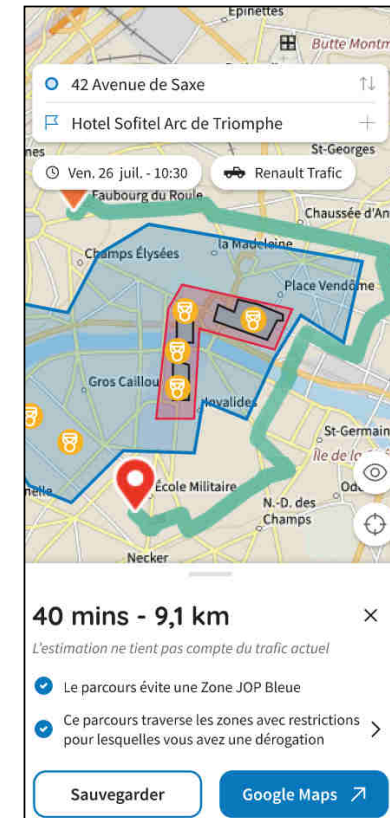 Epinettes
Butte Montm
42 Avenue de Saxe
Hotel Sofitel Arc de Triomphe
nes
St-Georges
Ven. 26 juil. - 10:30
Renault Trafic
Faubourg du Roule
Chaussée d'An
Champs Élysées
la Madeleine
Place Vendôme
Gros Caillou
Invalides
St-Germain
Île de la
École Militaire
Od
nelle
N.-D. des
Champs
Necker
40 mins - 9,1 km
L'estimation ne tient pas compte du trafic actuel
Le parcours évite une Zone JOP Bleue
Ce parcours traverse les zones avec restrictions
pour lesquelles vous avez une dérogation
Sauvegarder
Google Maps